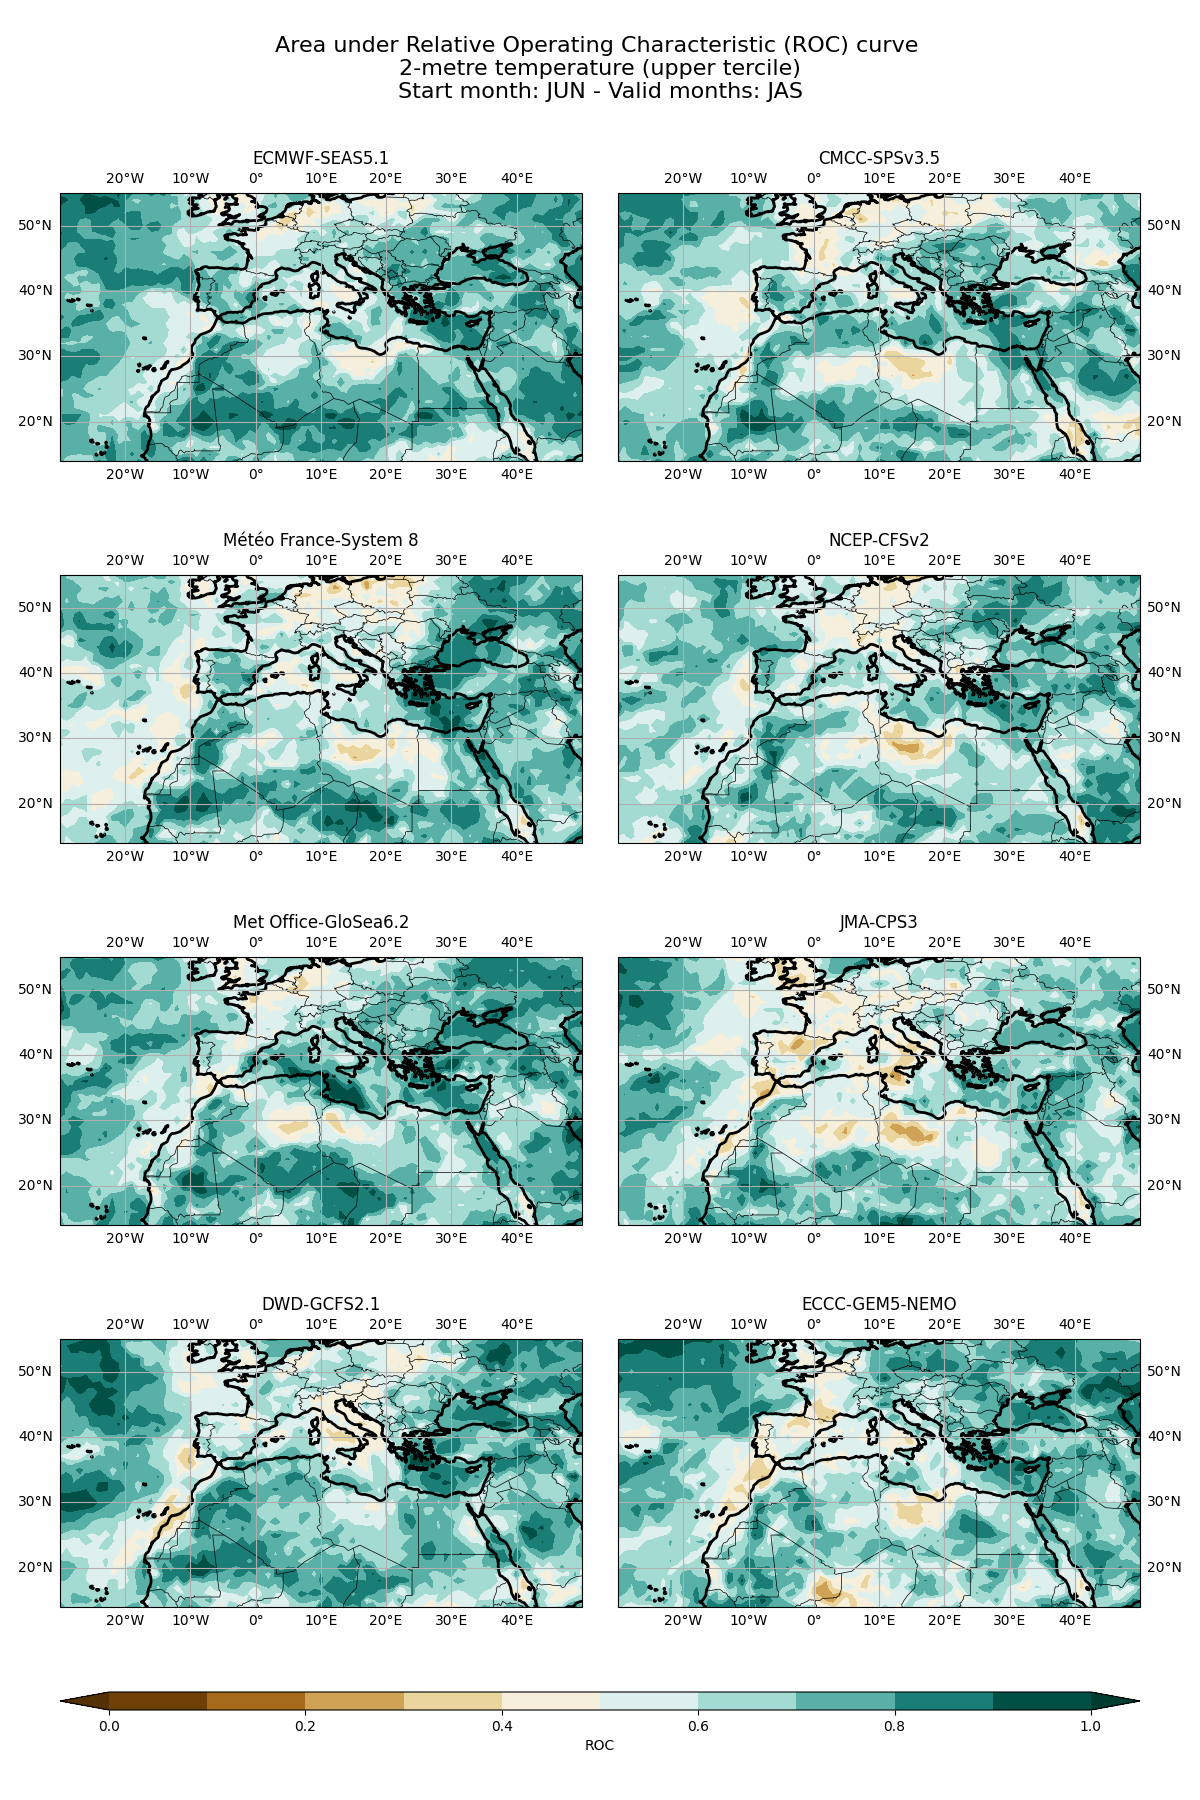 Area under Relative Operating Characteristic (ROC) curve
2-metre temperature (upper tercile)
Start month: JUN - Valid months: JAS
ECMWF-SEAS5.1
20°W 10°W 0° 10°E 20°E 30°E 40°E
50°N
40°N
30°N
20°N
20°W 10°W 0° 10°E 20°E 30°E 40°E
CMCC-SPSv3.5
20°W 10°W 0° 10°E 20°E 30°E 40°E
50°N
40°N
30°N
20°N
20°W 10°W 0° 10°E 20°E 30°E 40°E
Météo France-System 8
20°W 10°W 0° 10°E 20°E 30°E 40°E
50°N
40°N
30°N
20°N
20°W 10°W 0° 10°E 20°E 30°E 40°E
NCEP-CFSv2
20°W 10°W 0° 10°E 20°E 30°E 40°E
50°N
40°N
30°N
20°N
20°W 10°W 0° 10°E 20°E 30°E 40°E
Met Office-GloSea6.2
20°W 10°W 0° 10°E 20°E 30°E 40°E
50°N
40°N
30°N
20°N
20°W 10°W 0° 10°E 20°E 30°E 40°E
JMA-CPS3
20°W 10°W 0° 10°E 20°E 30°E 40°E
50°N
40°N
30°N
20°N
20°W 10°W 0° 10°E 20°E 30°E 40°E
DWD-GCFS2.1
20°W 10°W 0° 10°E 20°E 30°E 40°E
50°N
40°N
30°N
20°N
20°W 10°W 0° 10°E 20°E 30°E 40°E
ECCC-GEM5-NEMO
20°W 10°W 0° 10°E 20°E 30°E 40°E
50°N
40°N
30°N
20°N
20°W 10°W 0° 10°E 20°E 30°E 40°E
0.0 0.2 0.4 0.6 0.8 1.0
ROC